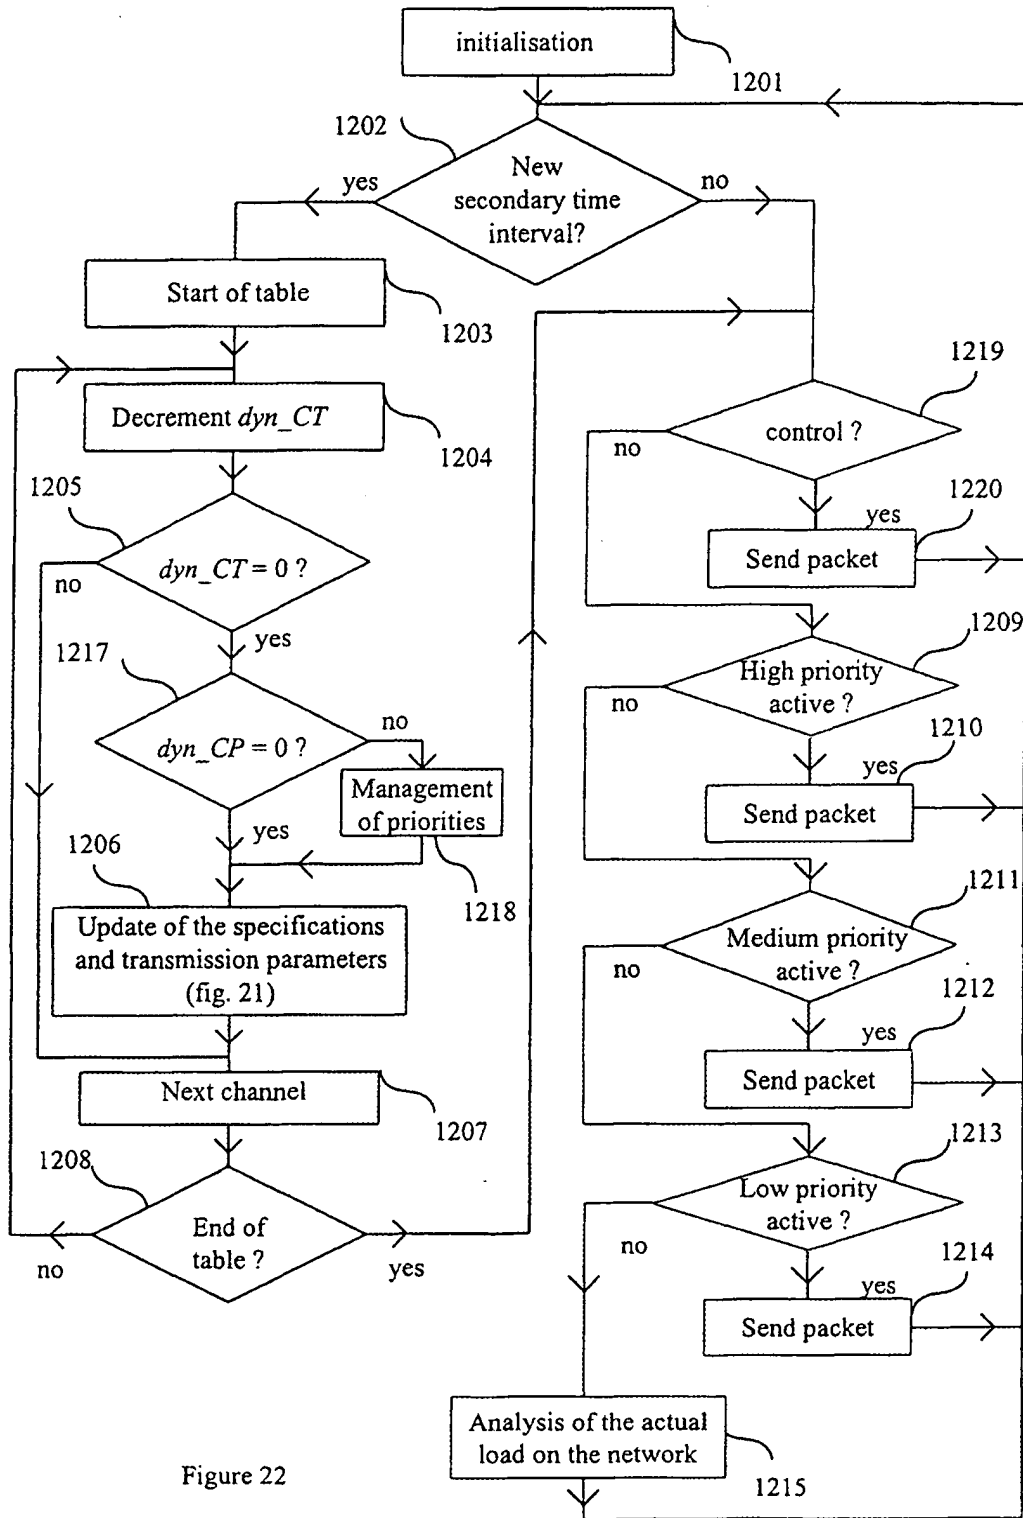 initialisation
1201
1202
New
secondary time
interval?
yes
no
Start of table
1203
Decrement dyn_CT
1204
1205
dyn_CT = 0 ?
no
yes
1217
dyn_CP = 0 ?
no
yes
Management
of priorities
1218
1206
Update of the specifications
and transmission parameters
(fig. 21)
Next channel
1207
1208
End of
table ?
no
yes
1219
control ?
no
yes
1220
Send packet
1209
High priority
active ?
no
yes
1210
Send packet
1211
Medium priority
active ?
no
yes
1212
Send packet
1213
Low priority
active ?
no
yes
1214
Send packet
Analysis of the actual
load on the network
1215
Figure 22